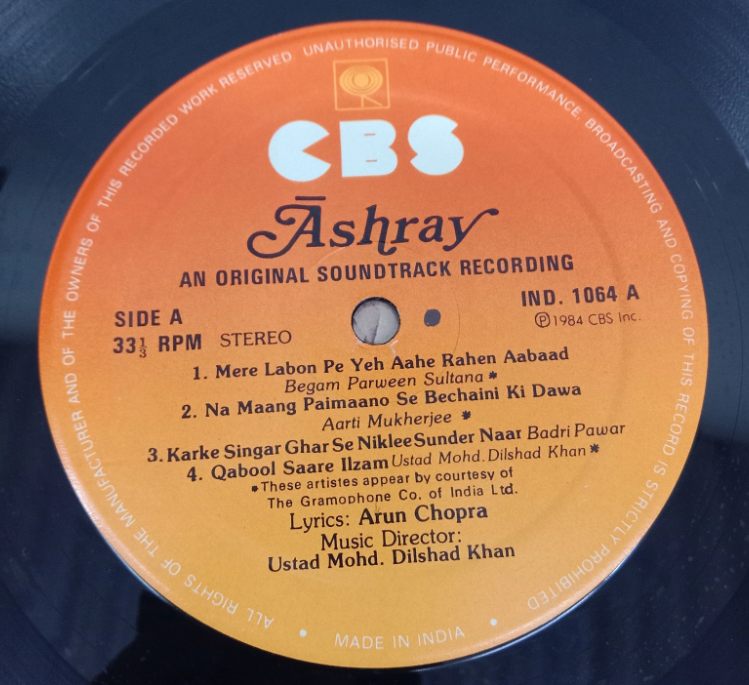 ALL RIGHTS OF THE MANUFACTURER AND OF THE OWNERS OF THIS RECORDED WORK RESERVED UNAUTHORISED PUBLIC PERFORMANCE, BROADCASTING AND COPYING OF THIS RECORD IS STRICTLY PROHIBITED
CBS
Āshray
AN ORIGINAL SOUNDTRACK RECORDING
SIDE A
33⅓ RPM STEREO
IND. 1064 A
℗1984 CBS Inc.
1. Mere Labon Pe Yeh Aahe Rahen Aabaad
Begam Parween Sultana *
2. Na Maang Paimaano Se Bechaini Ki Dawa
Aarti Mukherjee *
3. Karke Singar Ghar Se Niklee Sunder Naar Badri Pawar
4. Qabool Saare Ilzam Ustad Mohd. Dilshad Khan *
* These artistes appear by courtesy of
The Gramophone Co. of India Ltd.
Lyrics: Arun Chopra
Music Director:
Ustad Mohd. Dilshad Khan
• MADE IN INDIA •